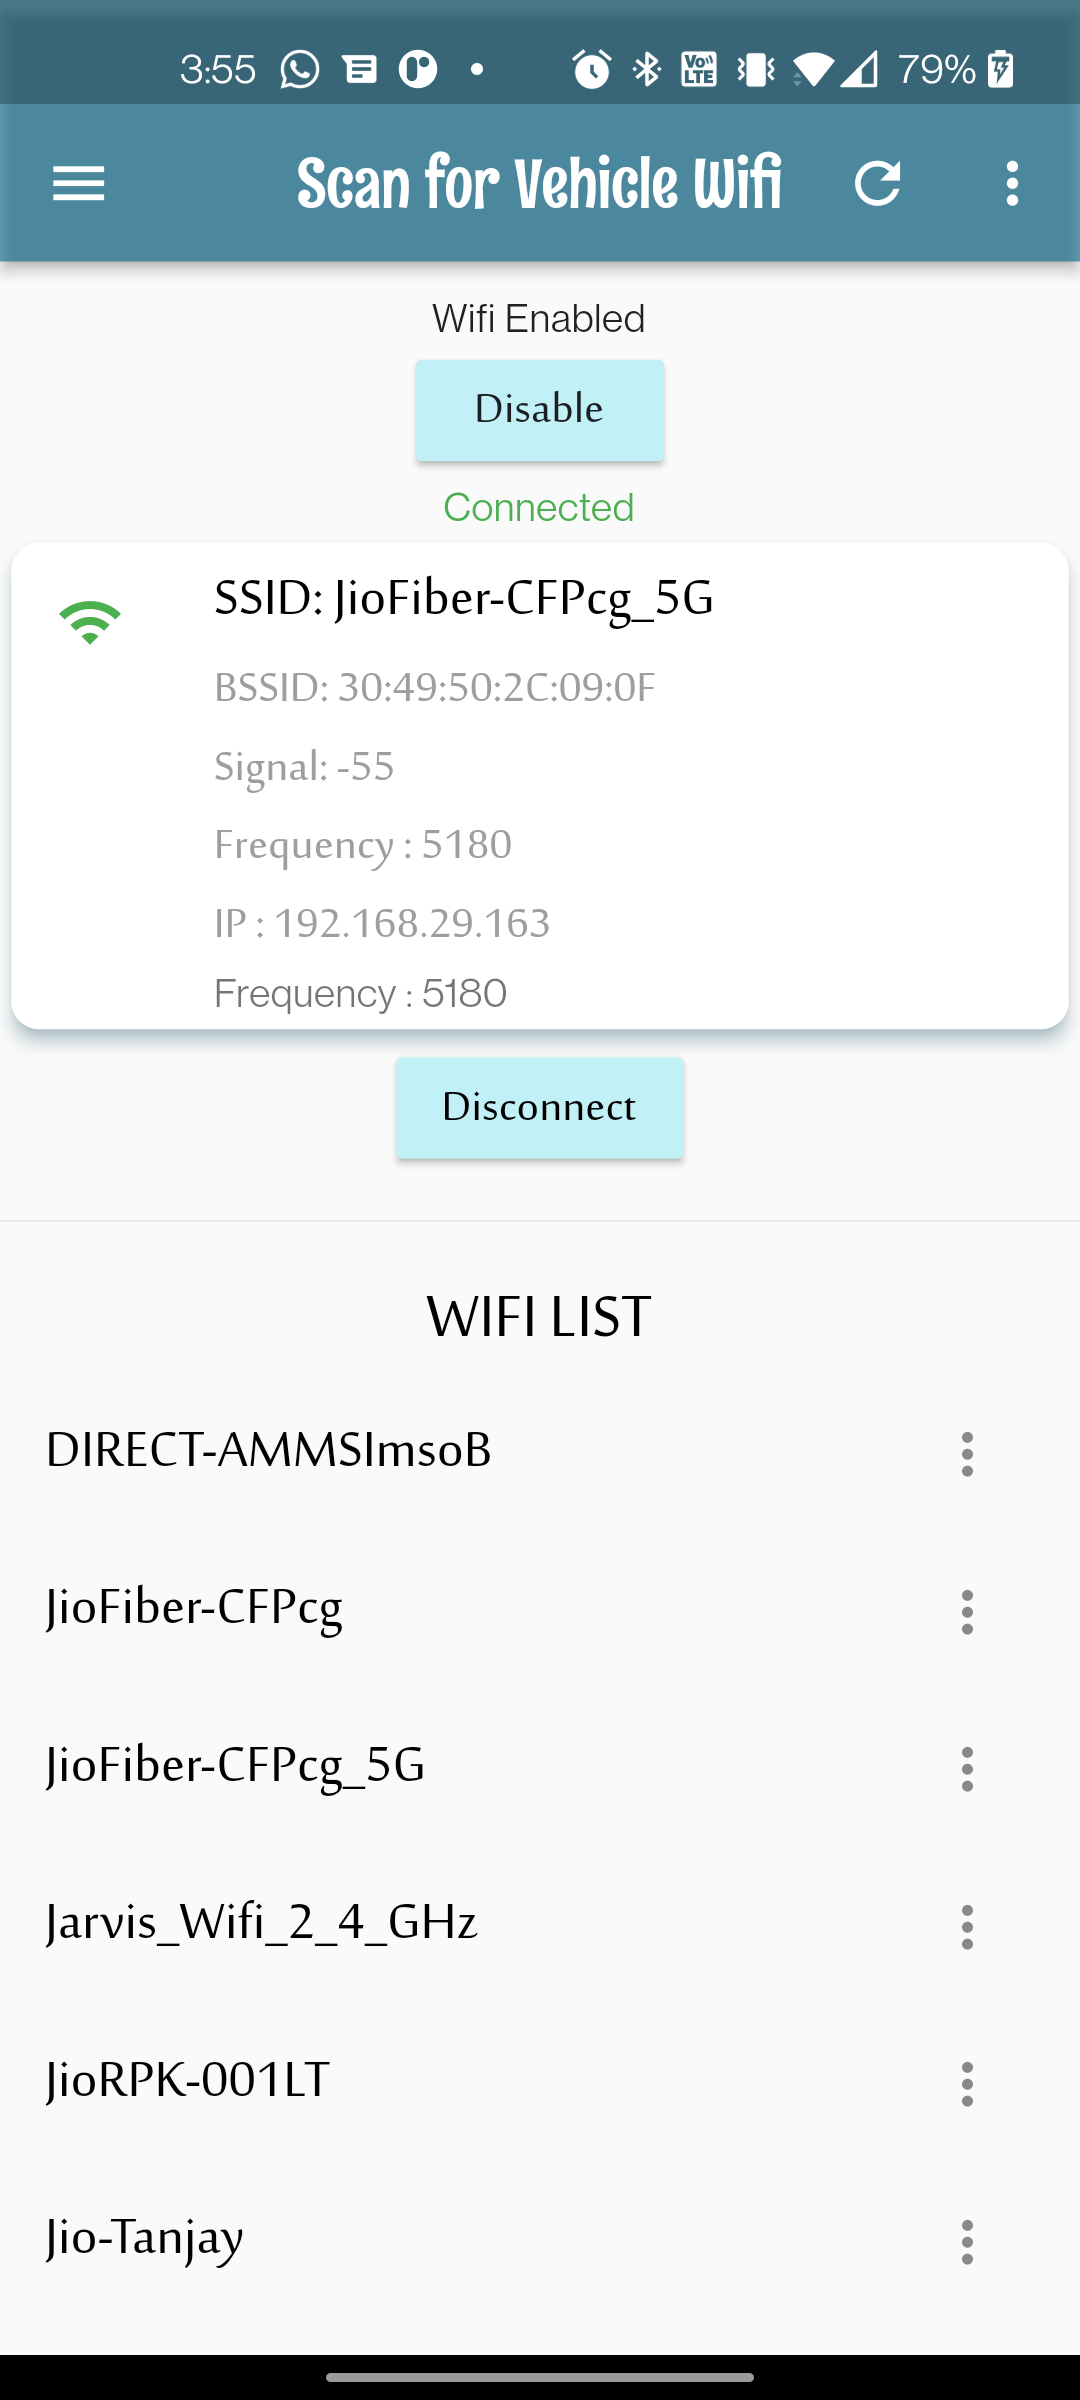 3:55 Vo)) LTE 79%
Scan for Vehicle Wifi
Wifi Enabled
Disable
Connected
SSID: JioFiber-CFPcg_5G
BSSID: 30:49:50:2C:09:0F
Signal: -55
Frequency : 5180
IP : 192.168.29.163
Frequency : 5180
Disconnect
WIFI LIST
DIRECT-AMMSImsoB
JioFiber-CFPcg
JioFiber-CFPcg_5G
Jarvis_Wifi_2_4_GHz
JioRPK-001LT
Jio-Tanjay